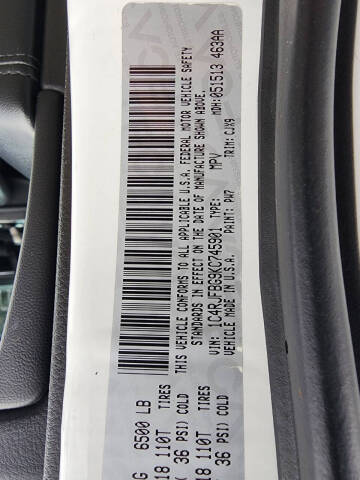 G 6500 LB
18 110T TIRES
K 36 PSI) COLD
18 110T TIRES
36 PSI) COLD
THIS VEHICLE CONFORMS TO ALL APPLICABLE U.S.A. FEDERAL MOTOR VEHICLE SAFETY
STANDARDS IN EFFECT ON THE DATE OF MANUFACTURE SHOWN ABOVE.
VIN: 1C4RJFBG9KC745901 TYPE: MPV MDH: 051513 463AA
VEHICLE MADE IN U.S.A. PAINT: PW7 TRIM: CJX9